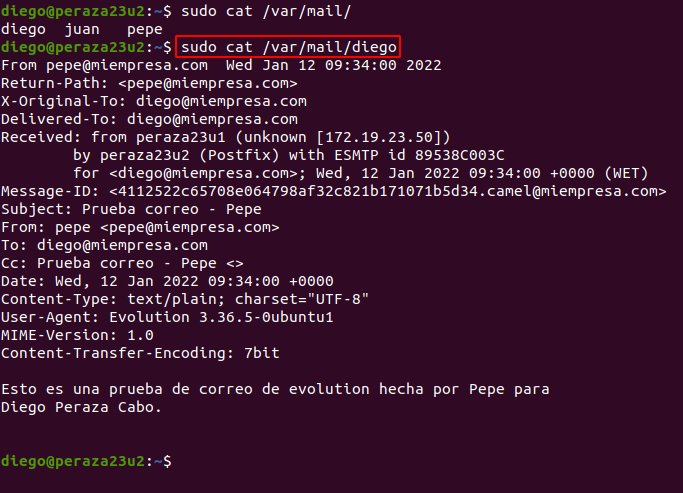 diego@peraza23u2:~$ sudo cat /var/mail/
diego  juan   pepe
diego@peraza23u2:~$ sudo cat /var/mail/diego
From pepe@miempresa.com  Wed Jan 12 09:34:00 2022
Return-Path: <pepe@miempresa.com>
X-Original-To: diego@miempresa.com
Delivered-To: diego@miempresa.com
Received: from peraza23u1 (unknown [172.19.23.50])
        by peraza23u2 (Postfix) with ESMTP id 89538C003C
        for <diego@miempresa.com>; Wed, 12 Jan 2022 09:34:00 +0000 (WET)
Message-ID: <4112522c65708e064798af32c821b171071b5d34.camel@miempresa.com>
Subject: Prueba correo - Pepe
From: pepe <pepe@miempresa.com>
To: diego@miempresa.com
Cc: Prueba correo - Pepe <>
Date: Wed, 12 Jan 2022 09:34:00 +0000
Content-Type: text/plain; charset="UTF-8"
User-Agent: Evolution 3.36.5-0ubuntu1
MIME-Version: 1.0
Content-Transfer-Encoding: 7bit

Esto es una prueba de correo de evolution hecha por Pepe para
Diego Peraza Cabo.

diego@peraza23u2:~$